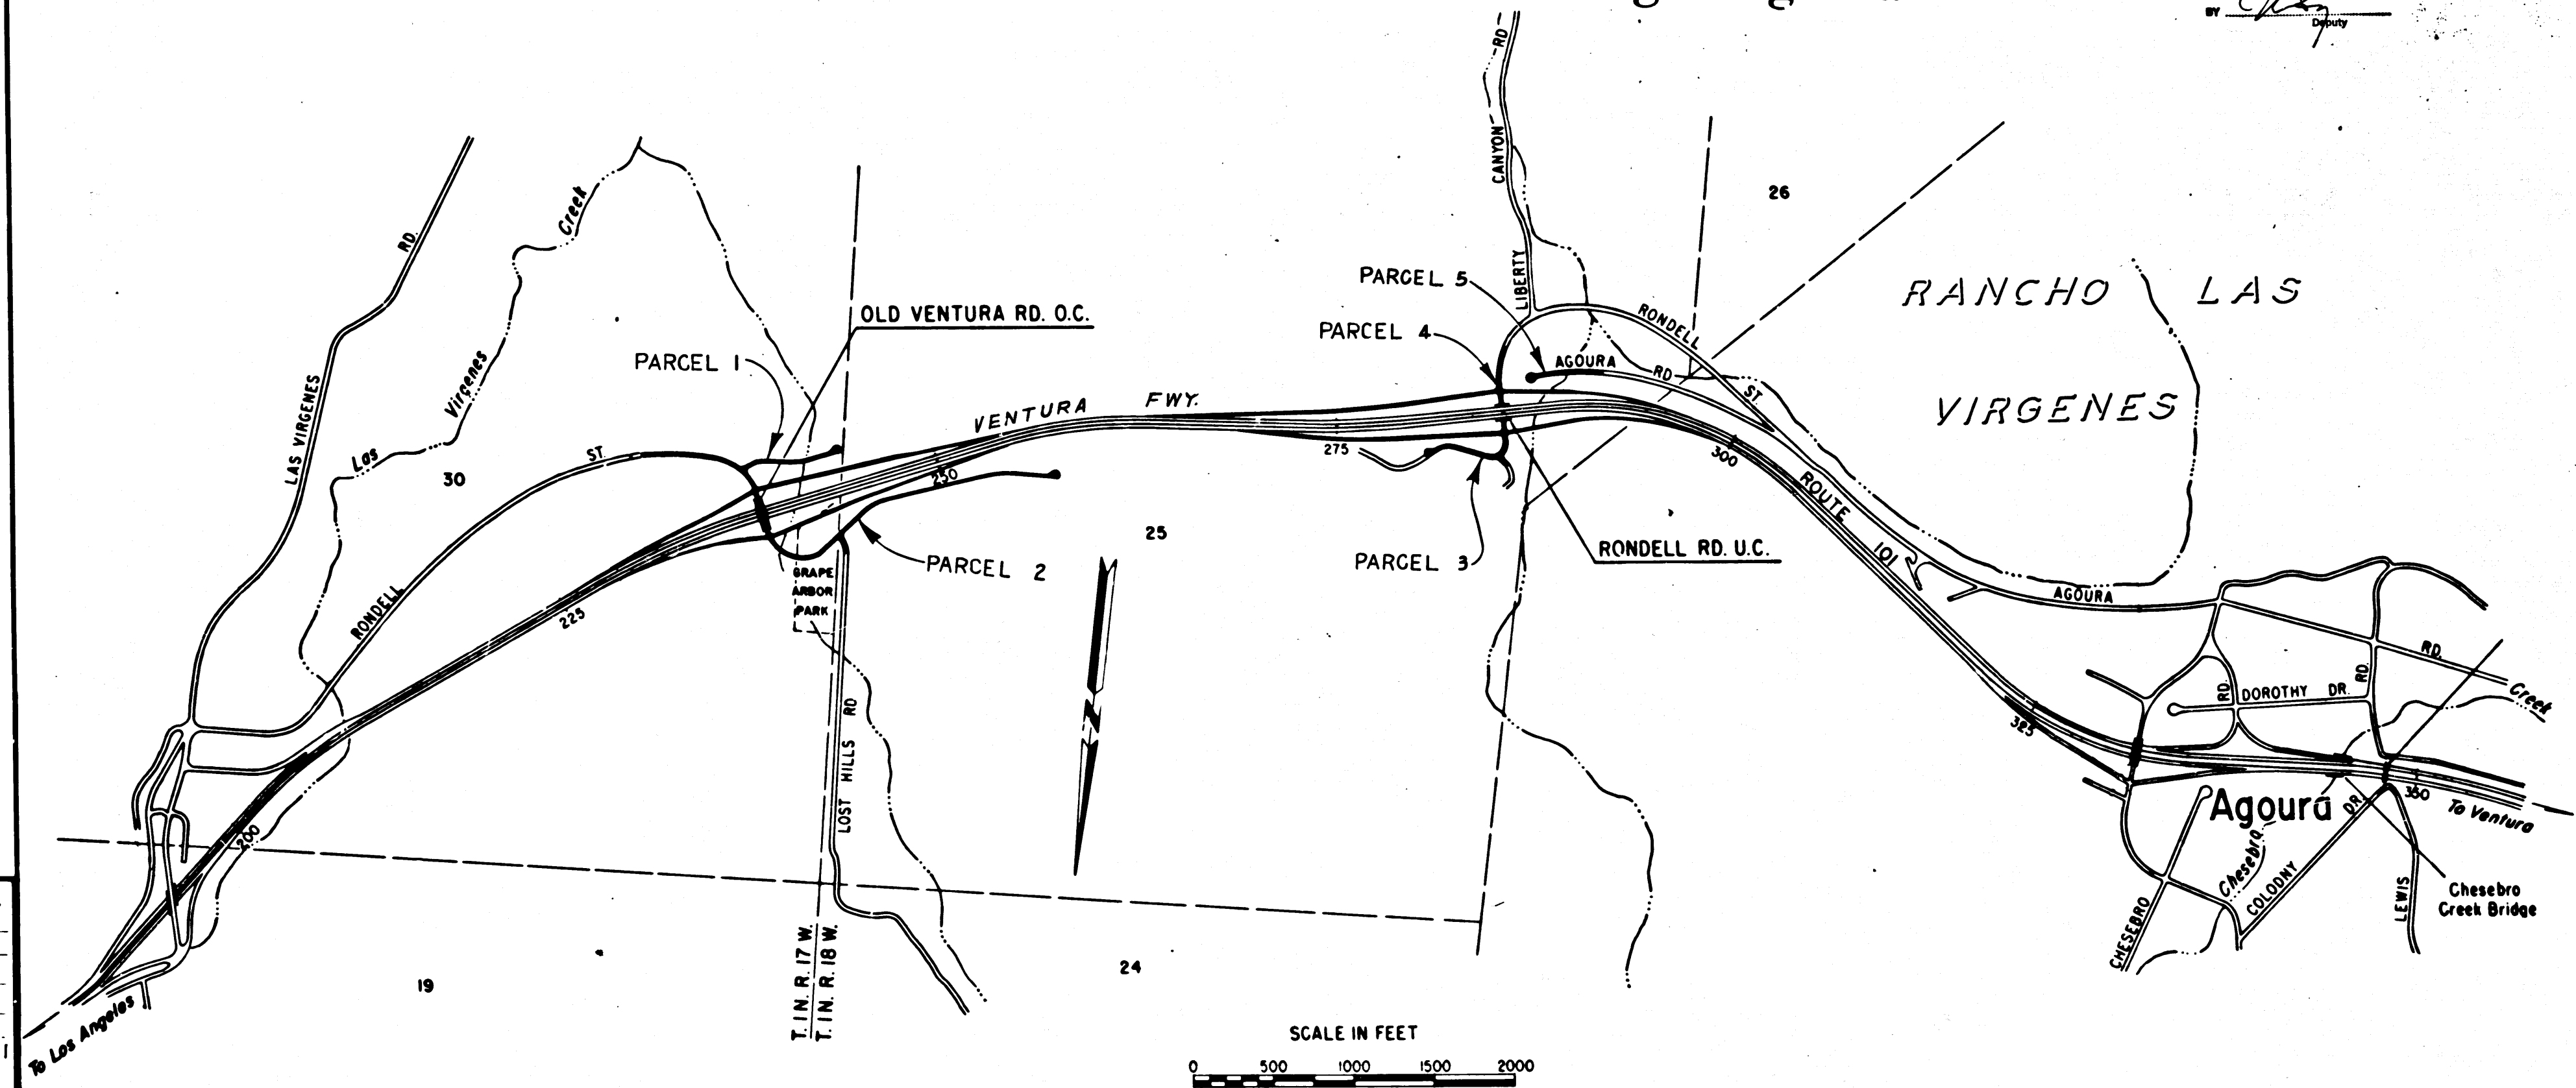 BY
Deputy
CANYON RD
26
RANCHO LAS
VIRGENES
LAS VIRGENES RD.
Las Virgenes Creek
30
OLD VENTURA RD. O.C.
PARCEL 1
PARCEL 5
PARCEL 4
LIBERTY
RONDELL ST.
AGOURA RD
VENTURA FWY.
RONDELL ST.
225
250
275
300
325
350
PARCEL 2
25
PARCEL 3
RONDELL RD. U.C.
ROUTE 101
GRAPE
ARBOR
PARK
N
AGOURA RD.
RD.
RD.
DOROTHY DR.
Creek
LOST HILLS RD
200
Agoura
To Ventura
Chesebro
COLODNY DR.
CHESEBRO
LEWIS
Chesebro
Creek Bridge
19
24
T. 1 N. R. 17 W.
T. 1 N. R. 18 W.
To Los Angeles
SCALE IN FEET
0 500 1000 1500 2000